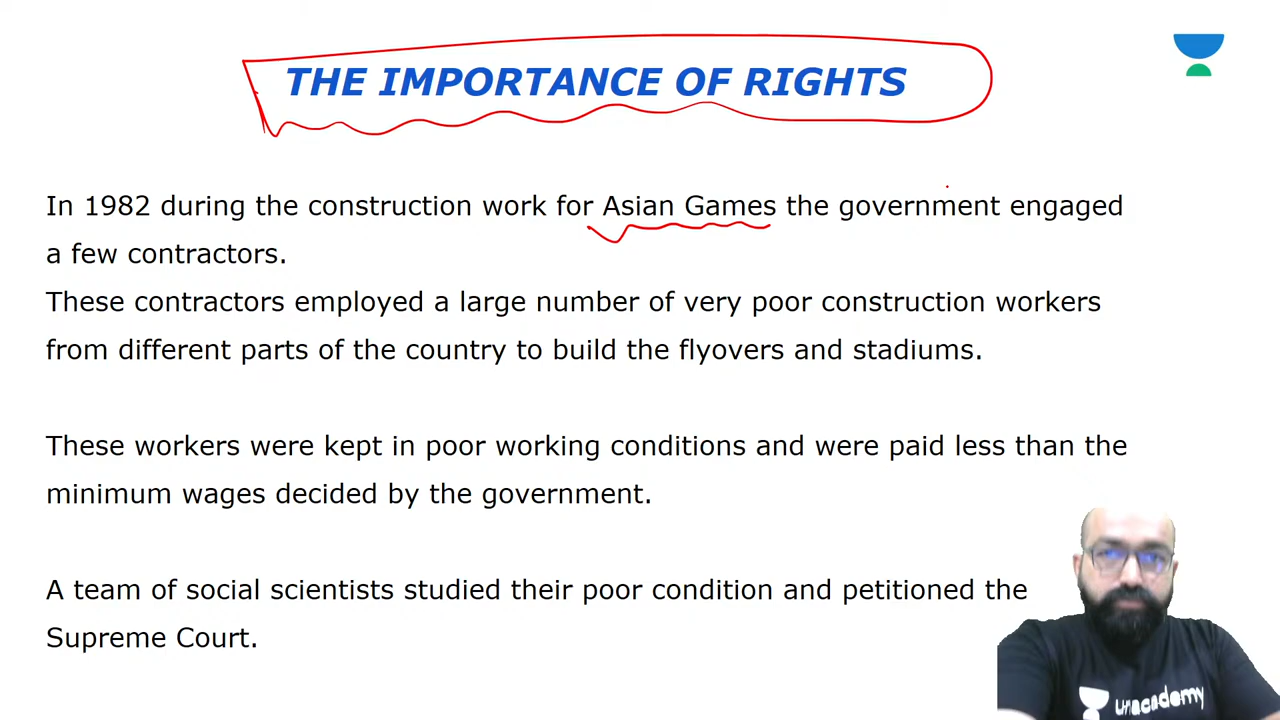 THE IMPORTANCE OF RIGHTS
In 1982 during the construction work for Asian Games the government engaged
a few contractors.
These contractors employed a large number of very poor construction workers
from different parts of the country to build the flyovers and stadiums.
These workers were kept in poor working conditions and were paid less than the
minimum wages decided by the government.
A team of social scientists studied their poor condition and petitioned the
Supreme Court.
unacademy